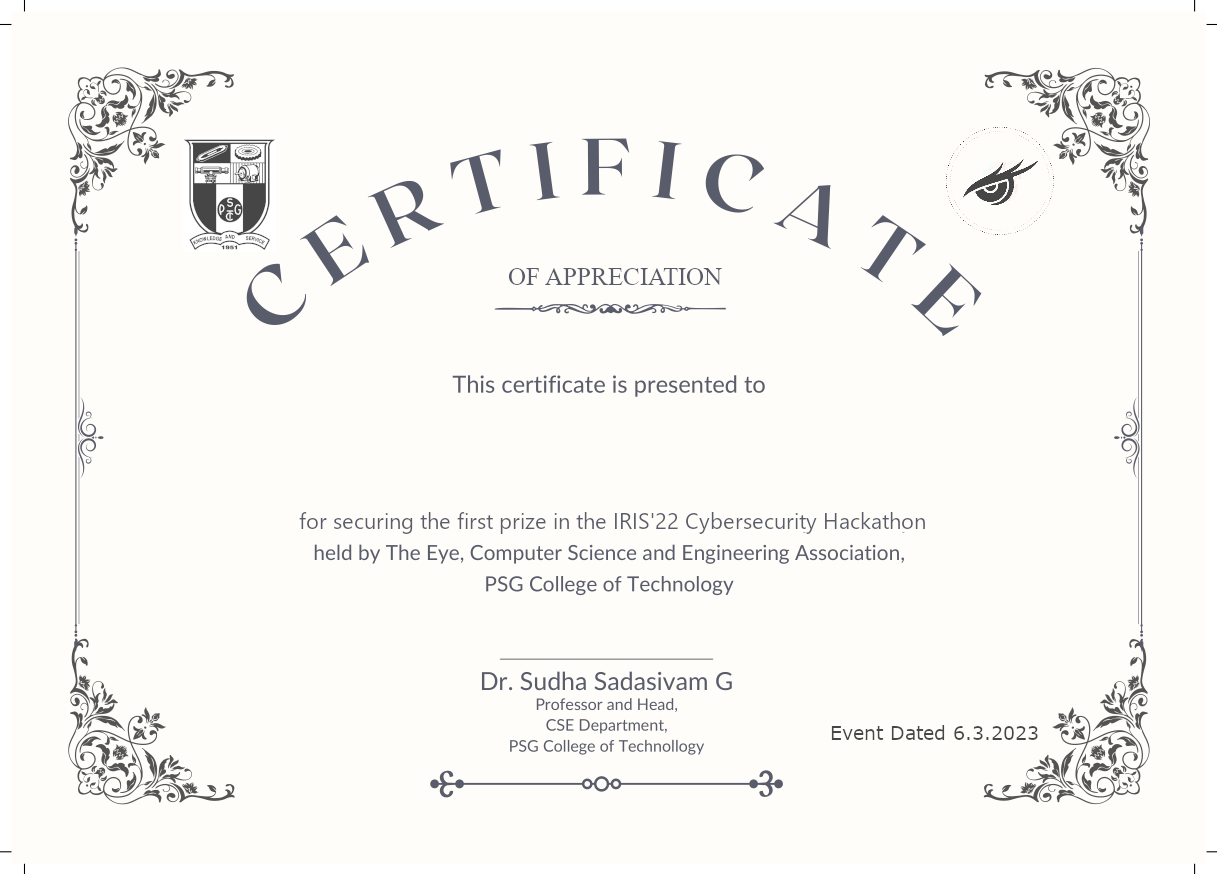 CERTIFICATE
PSG
TC
KNOWLEDGE AND SERVICE
1951
OF APPRECIATION
This certificate is presented to
for securing the first prize in the IRIS'22 Cybersecurity Hackathon
held by The Eye, Computer Science and Engineering Association,
PSG College of Technology
Dr. Sudha Sadasivam G
Professor and Head,
CSE Department,
PSG College of Technollogy
Event Dated 6.3.2023